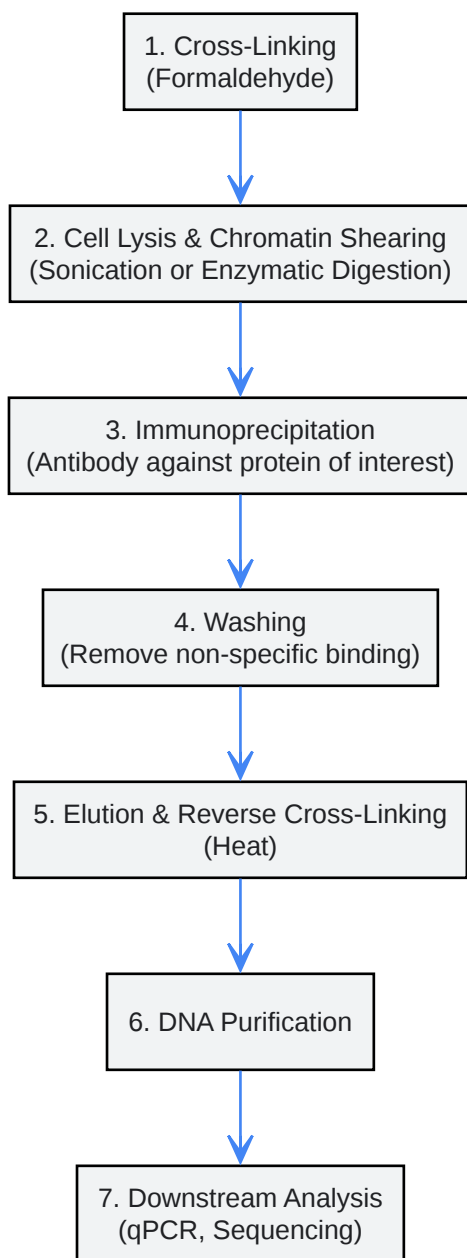 1. Cross-Linking
(Formaldehyde)
2. Cell Lysis & Chromatin Shearing
(Sonication or Enzymatic Digestion)
3. Immunoprecipitation
(Antibody against protein of interest)
4. Washing
(Remove non-specific binding)
5. Elution & Reverse Cross-Linking
(Heat)
6. DNA Purification
7. Downstream Analysis
(qPCR, Sequencing)